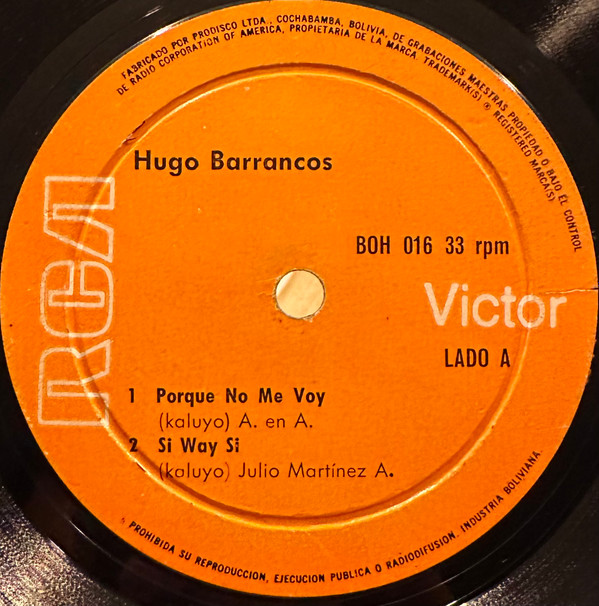 FABRICADO POR PRODISCO LTDA., COCHABAMBA, BOLIVIA, DE GRABACIONES MAESTRAS PROPIEDAD O BAJO EL CONTROL
DE RADIO CORPORATION OF AMERICA, PROPIETARIA DE LA MARCA. TRADEMARK(S) ® REGISTERED MARCA(S)
Hugo Barrancos
RCA
BOH 016 33 rpm
Victor
LADO A
1 Porque No Me Voy
(kaluyo) A. en A.
2 Si Way Si
(kaluyo) Julio Martínez A.
PROHIBIDA SU REPRODUCCION, EJECUCION PUBLICA O RADIODIFUSION. INDUSTRIA BOLIVIANA.